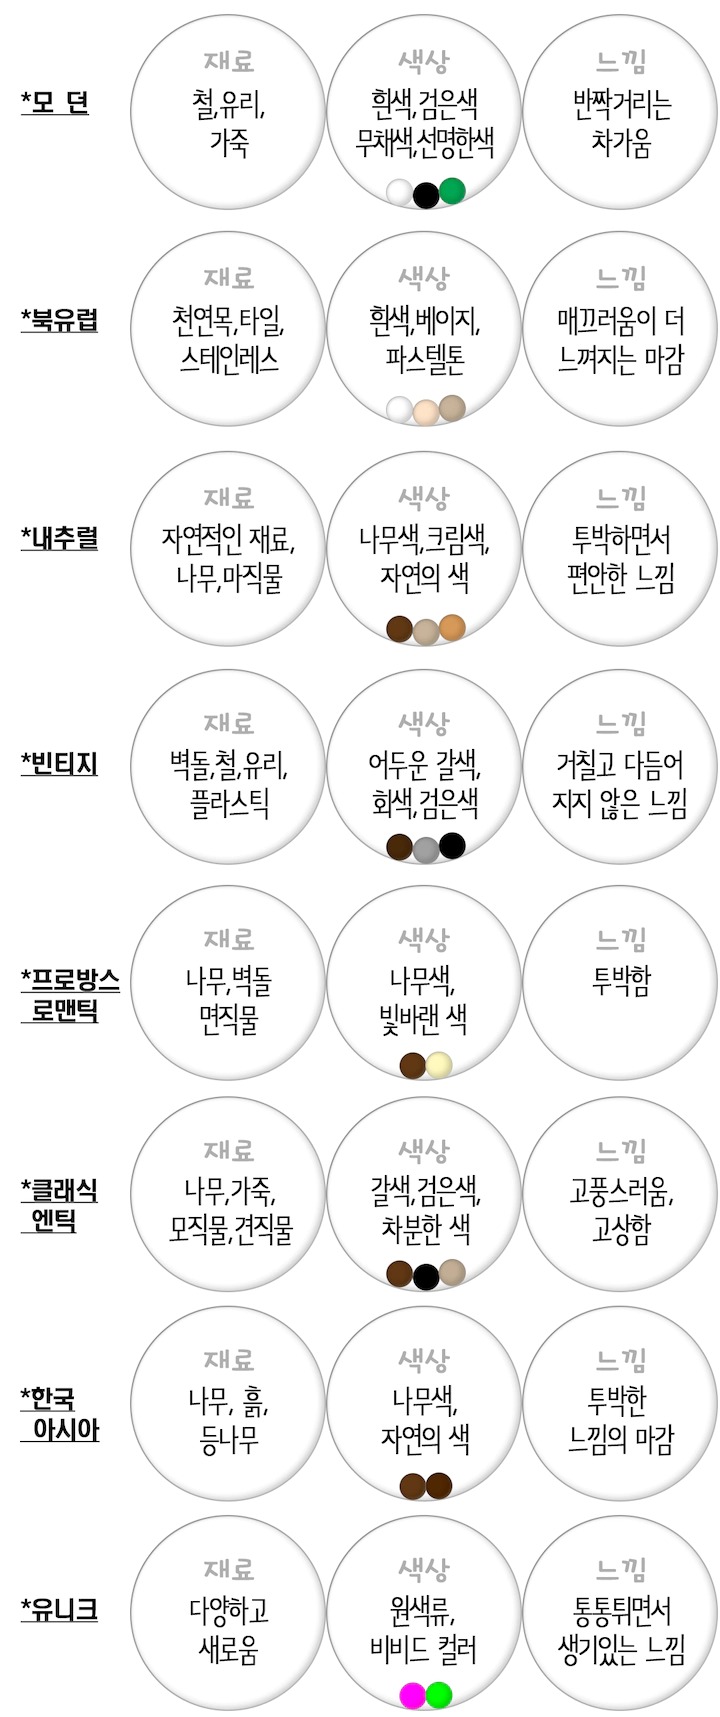 *모 던
재료
철,유리,
가죽
색상
흰색,검은색
무채색,선명한색
느낌
반짝거리는
차가움
*북유럽
재료
천연목,타일,
스테인레스
색상
흰색,베이지,
파스텔톤
느낌
매끄러움이 더
느껴지는 마감
*내추럴
재료
자연적인 재료,
나무,마직물
색상
나무색,크림색,
자연의 색
느낌
투박하면서
편안한 느낌
*빈티지
재료
벽돌,철,유리,
플라스틱
색상
어두운 갈색,
회색,검은색
느낌
거칠고 다듬어
지지 않은 느낌
*프로방스
로맨틱
재료
나무,벽돌
면직물
색상
나무색,
빛바랜 색
느낌
투박함
*클래식
엔틱
재료
나무,가죽,
모직물,견직물
색상
갈색,검은색,
차분한 색
느낌
고풍스러움,
고상함
*한국
아시아
재료
나무, 흙,
등나무
색상
나무색,
자연의 색
느낌
투박한
느낌의 마감
*유니크
재료
다양하고
새로움
색상
원색류,
비비드 컬러
느낌
통통튀면서
생기있는 느낌